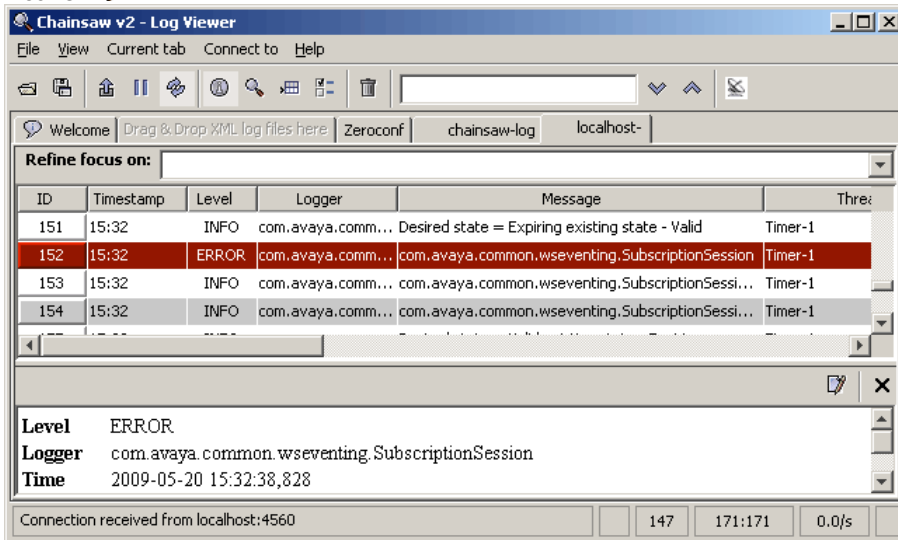 Chainsaw v2 - Log Viewer
File View Current tab Connect to Help
Welcome Drag & Drop XML log files here Zeroconf chainsaw-log localhost-
Refine focus on:
ID Timestamp Level Logger Message Threa
151 15:32 INFO com.avaya.comm... Desired state = Expiring existing state - Valid Timer-1
152 15:32 ERROR com.avaya.comm... com.avaya.common.wseventing.SubscriptionSession Timer-1
153 15:32 INFO com.avaya.comm... com.avaya.common.wseventing.SubscriptionSessi... Timer-1
154 15:32 INFO com.avaya.comm... com.avaya.common.wseventing.SubscriptionSessi... Timer-1
Level ERROR
Logger com.avaya.common.wseventing.SubscriptionSession
Time 2009-05-20 15:32:38,828
Connection received from localhost:4560 147 171:171 0.0/s